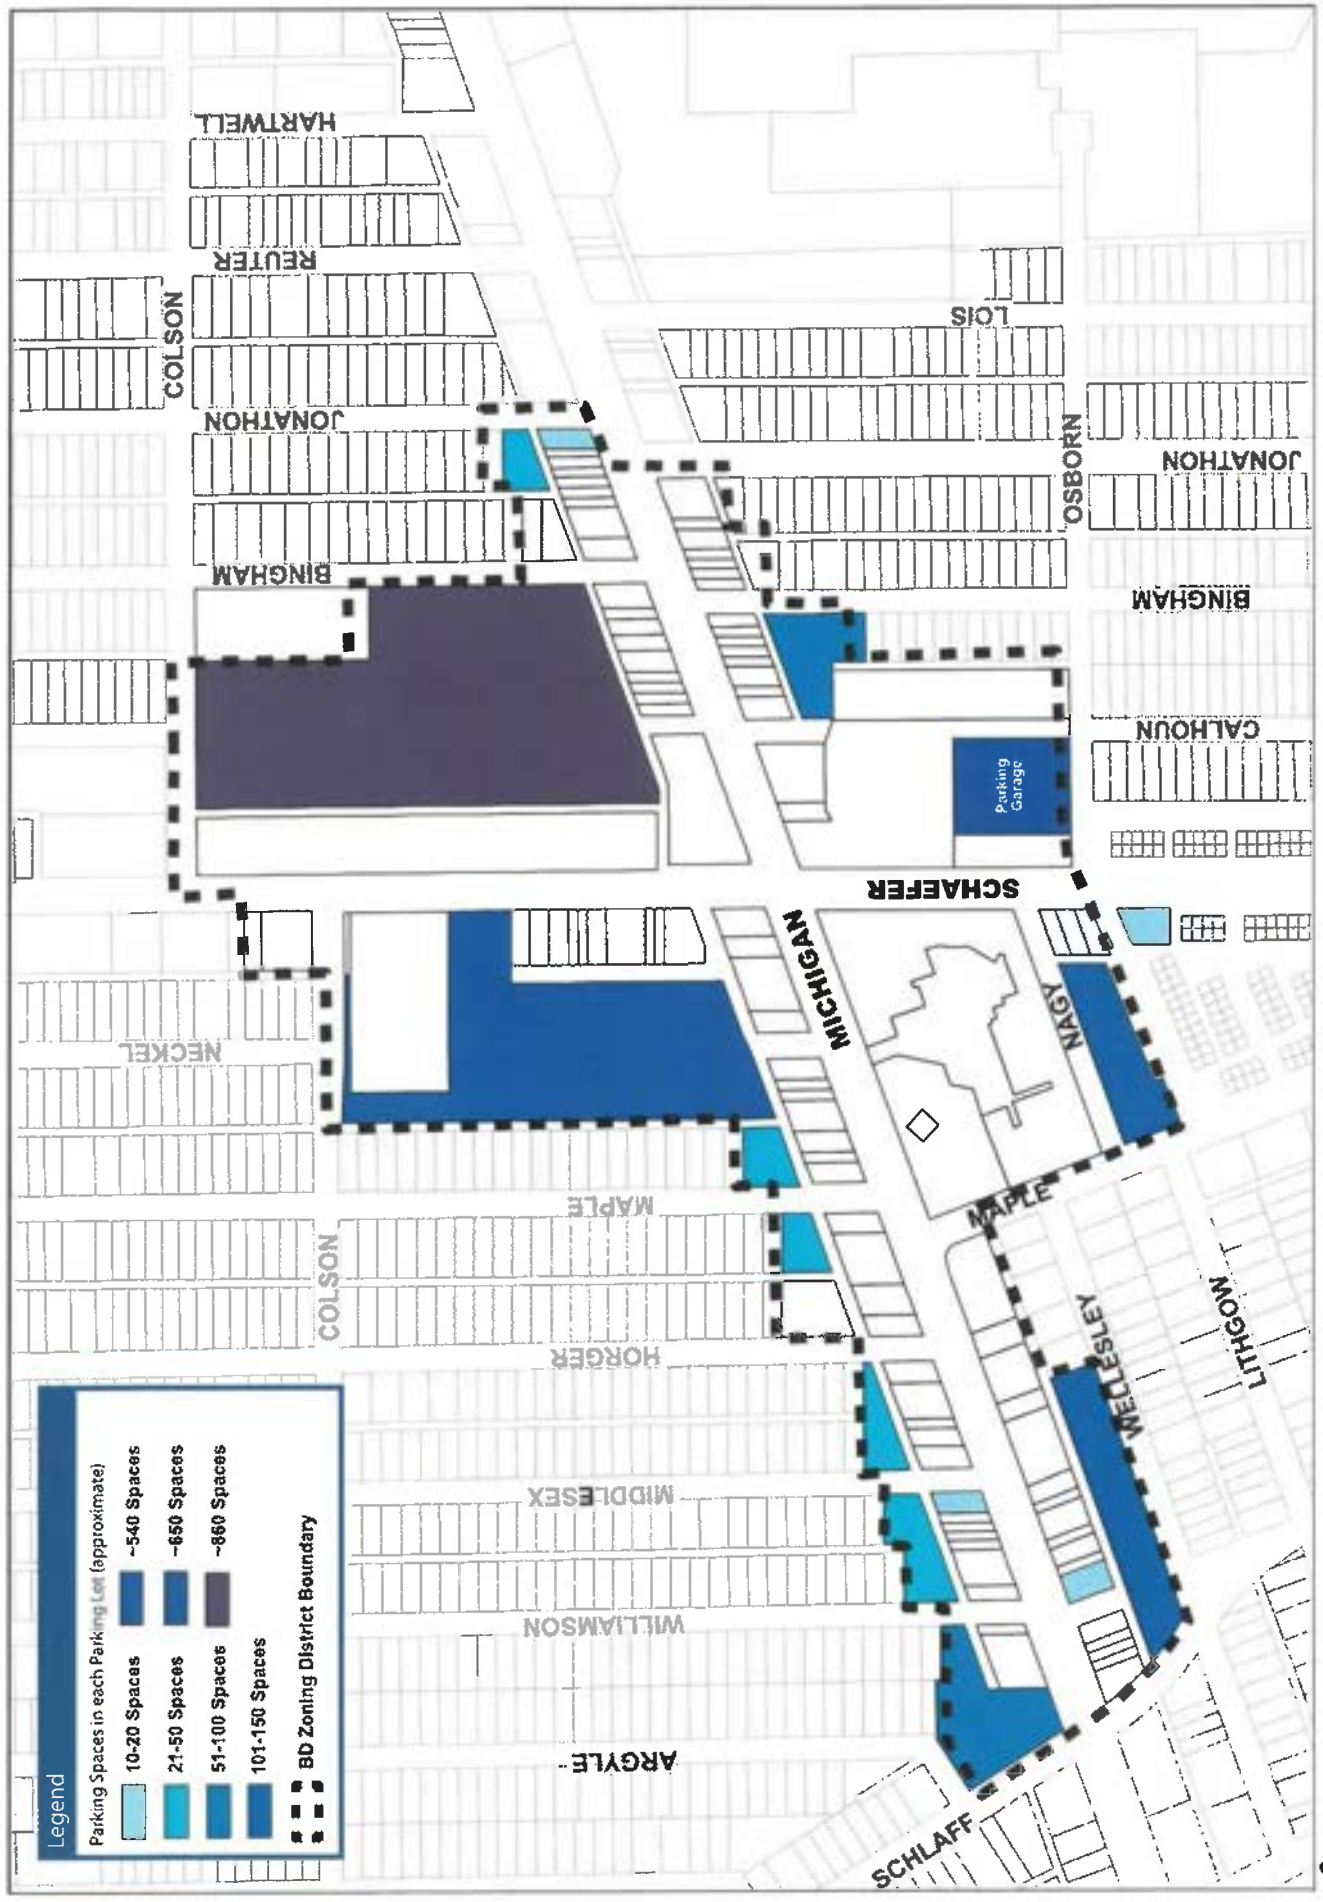 Legend
Parking Spaces in each Parking Lot (approximate)
10-20 Spaces
21-50 Spaces
51-100 Spaces
101-150 Spaces
~540 Spaces
~650 Spaces
~860 Spaces
BD Zoning District Boundary
HARTWELL
REUTER
COLSON
JONATHON
BINGHAM
LOIS
OSBORN
JONATHON
BINGHAM
CALHOUN
Parking
Garage
SCHAEFER
MICHIGAN
NAGY
NECKEL
MAPLE
MAPLE
COLSON
HORGER
WELLESLEY
LITHGOW
MIDDLESEX
WILLIAMSON
ARGYLE
SCHLAFF